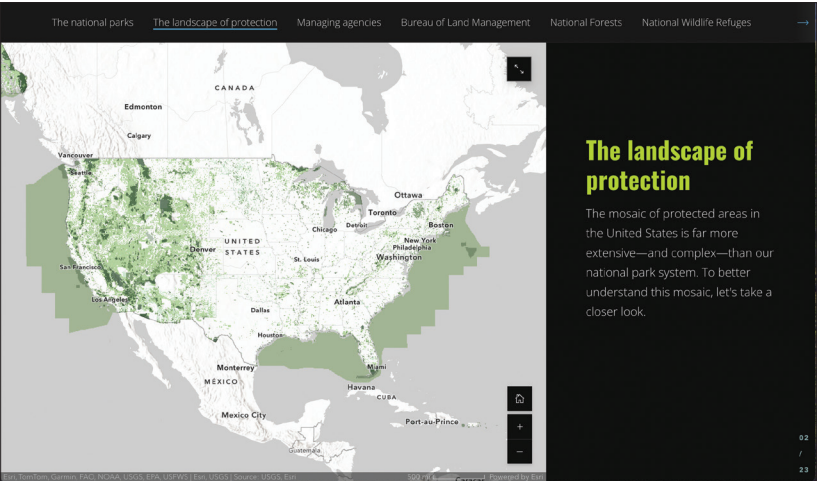 The national parks
The landscape of protection
Managing agencies
Bureau of Land Management
National Forests
National Wildlife Refuges
→
CANADA
Edmonton
Calgary
Vancouver
Seattle
Ottawa
Toronto
Boston
Chicago
Detroit
New York
Philadelphia
UNITED
STATES
Denver
St. Louis
Washington
San Francisco
Los Angeles
Atlanta
Dallas
Houston
Monterrey
Miami
MÉXICO
Havana
CUBA
Mexico City
Port-au-Prince
Guatemala
+
−
Esri, TomTom, Garmin, FAO, NOAA, USGS, EPA, USFWS | Esri, USGS | Source: USGS, Esri
Powered by Esri
The landscape of
protection
The mosaic of protected areas in
the United States is far more
extensive—and complex—than our
national park system. To better
understand this mosaic, let's take a
closer look.
02
/
23